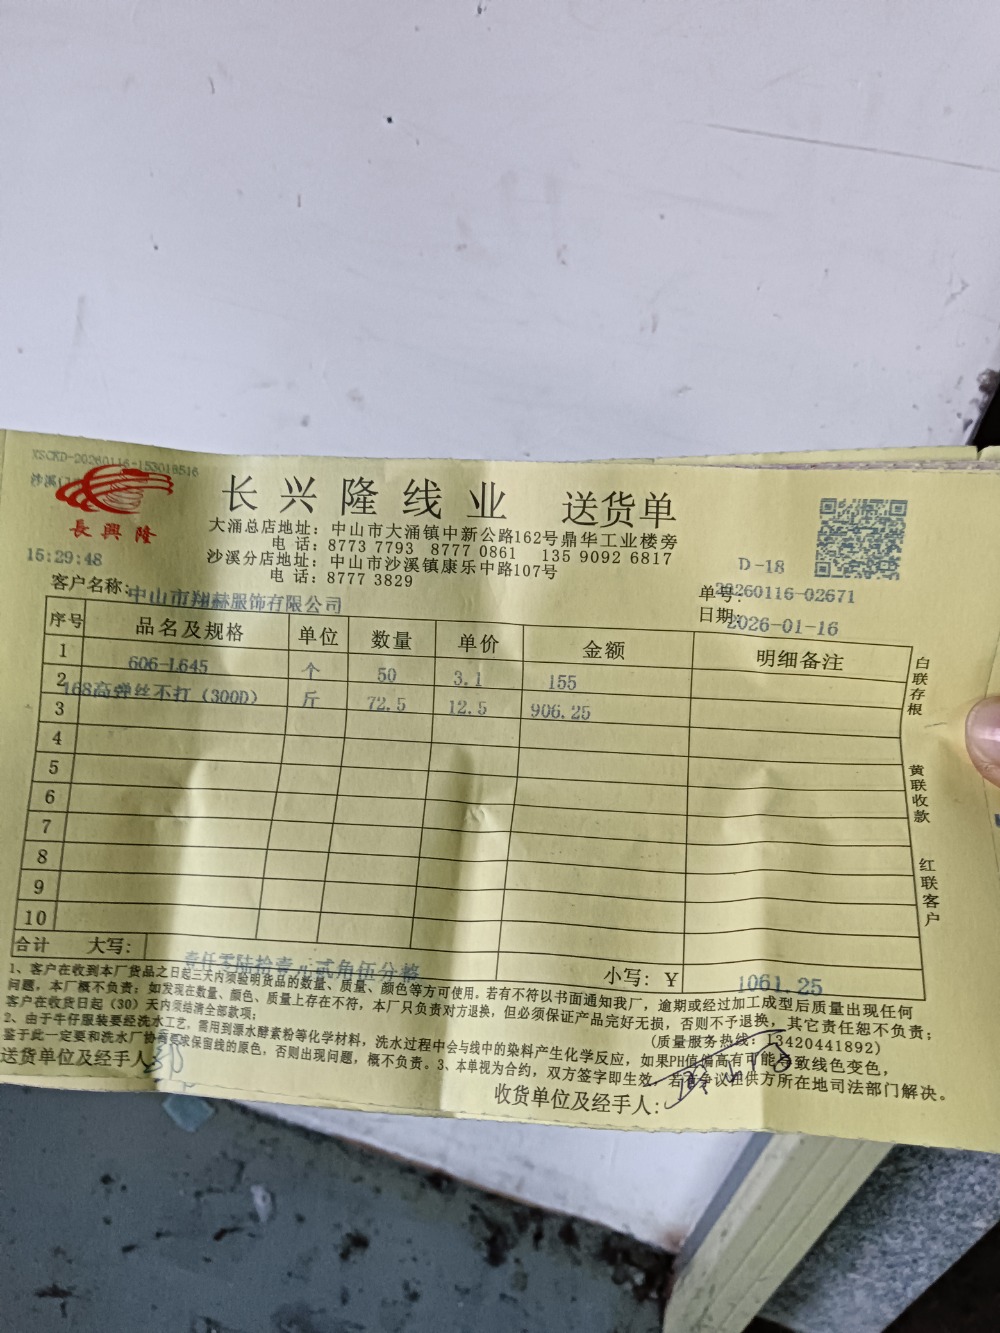 XSCKD-20260116-153018516
沙溪
長興隆
长兴隆线业 送货单
大涌总店地址：中山市大涌镇中新公路162号鼎华工业楼旁
电 话：8773 7793 8777 0861 135 9092 6817
沙溪分店地址：中山市沙溪镇康乐中路107号
电 话：8777 3829
D-18
15:29:48
客户名称：中山市翔赫服饰有限公司
单号：20260116-02671
日期：2026-01-16
序号 品名及规格 单位 数量 单价 金额 明细备注
1 606-L645 个 50 3.1 155
2 168高弹丝不打（300D） 斤 72.5 12.5 906.25
3
4
5
6
7
8
9
10
合计 大写： 壹仟零陆拾壹元贰角伍分整 小写：￥ 1061.25
白联存根
黄联收款
红联客户
1、客户在收到本厂货品之日起三天内须验明货品的数量、质量、颜色等方可使用。若有不符以书面通知我厂，逾期或经过加工成型后质量出现任何
问题，本厂概不负责；如发现在数量、颜色、质量上存在不符，本厂只负责对方退换，但必须保证产品完好无损，否则不予退换，其它责任恕不负责；
客户在收货日起（30）天内须结清全部款项；
(质量服务热线：13420441892)
2、由于牛仔服装要经洗水工艺，需用到漂水酵素粉等化学材料，洗水过程中会与线中的染料产生化学反应，如果PH值偏高有可能导致线色变色，
鉴于此一定要和洗水厂协商要求保留线的原色，否则出现问题，概不负责。3、本单视为合约，双方签字即生效，若有争议提供方所在地司法部门解决。
送货单位及经手人：
收货单位及经手人：